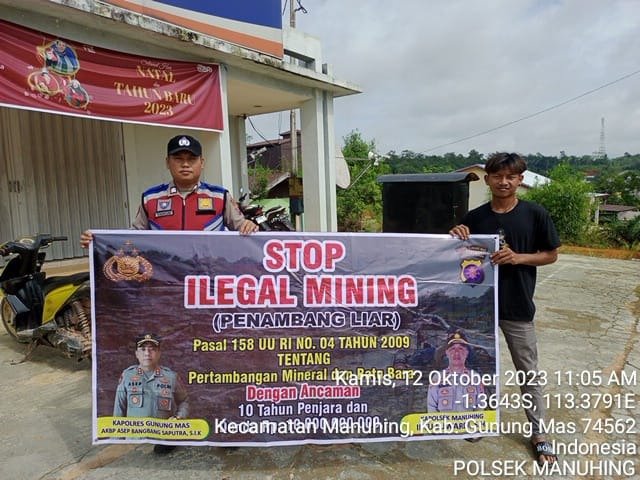 NATAL
TAHUN BARU
2023
STOP
ILEGAL MINING
(PENAMBANG LIAR)
Pasal 158 UU RI NO. 04 TAHUN 2009
TENTANG
Pertambangan Mineral dan Batu Bara
Dengan Ancaman
10 Tahun Penjara dan
KAPOLRES GUNUNG MAS
AKBP ASEP BANGBANG SAPUTRA, S.I.K
KAPOLSEK MANUHING
Kamis, 12 Oktober 2023 11:05 AM
-1.3643S, 113.3791E
Kecamatan Manuhing, Kab. Gunung Mas 74562
Indonesia
POLSEK MANUHING